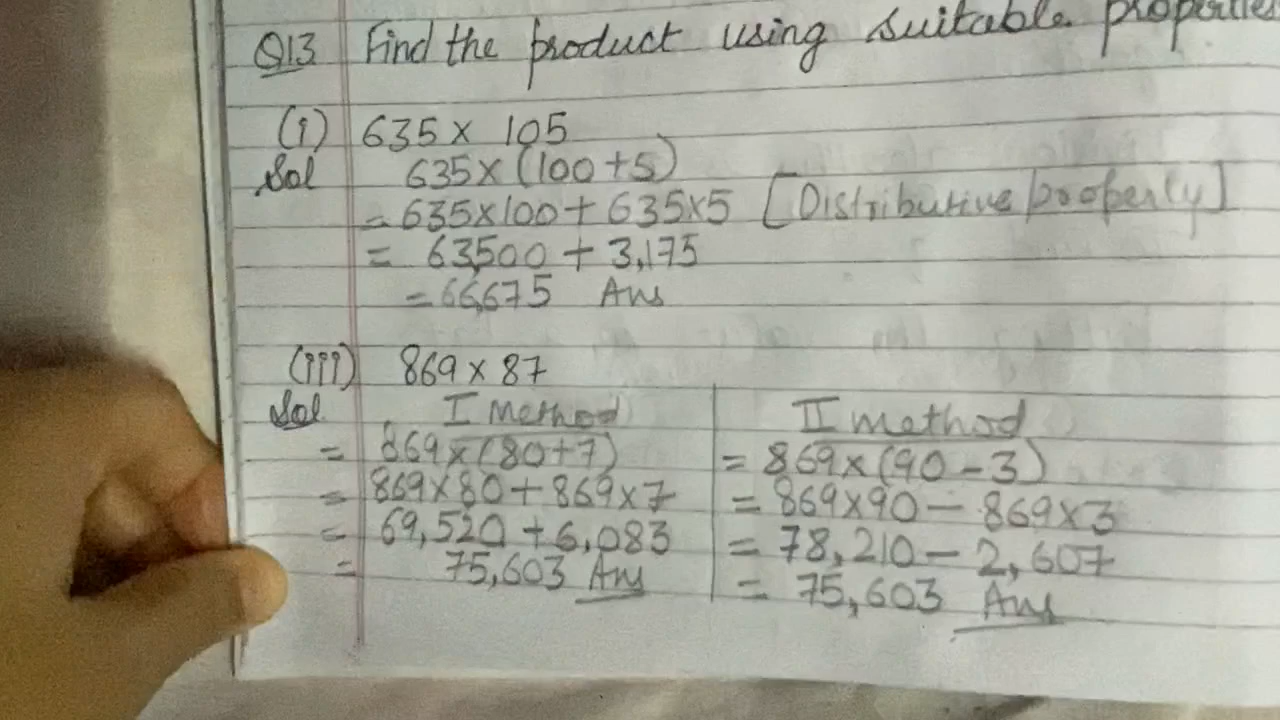 Q13 Find the product using suitable properties
(i) 635 × 105
Sol 635 × (100 + 5)
= 635×100 + 635×5 [Distributive property]
= 63,500 + 3,175
= 66,675 Ans
(iii) 869 × 87
Sol I Method
= 869×(80+7)
= 869×80 + 869×7
= 69,520 + 6,083
= 75,603 Ans
II method
= 869×(90-3)
= 869×90 - 869×3
= 78,210 - 2,607
= 75,603 Ans